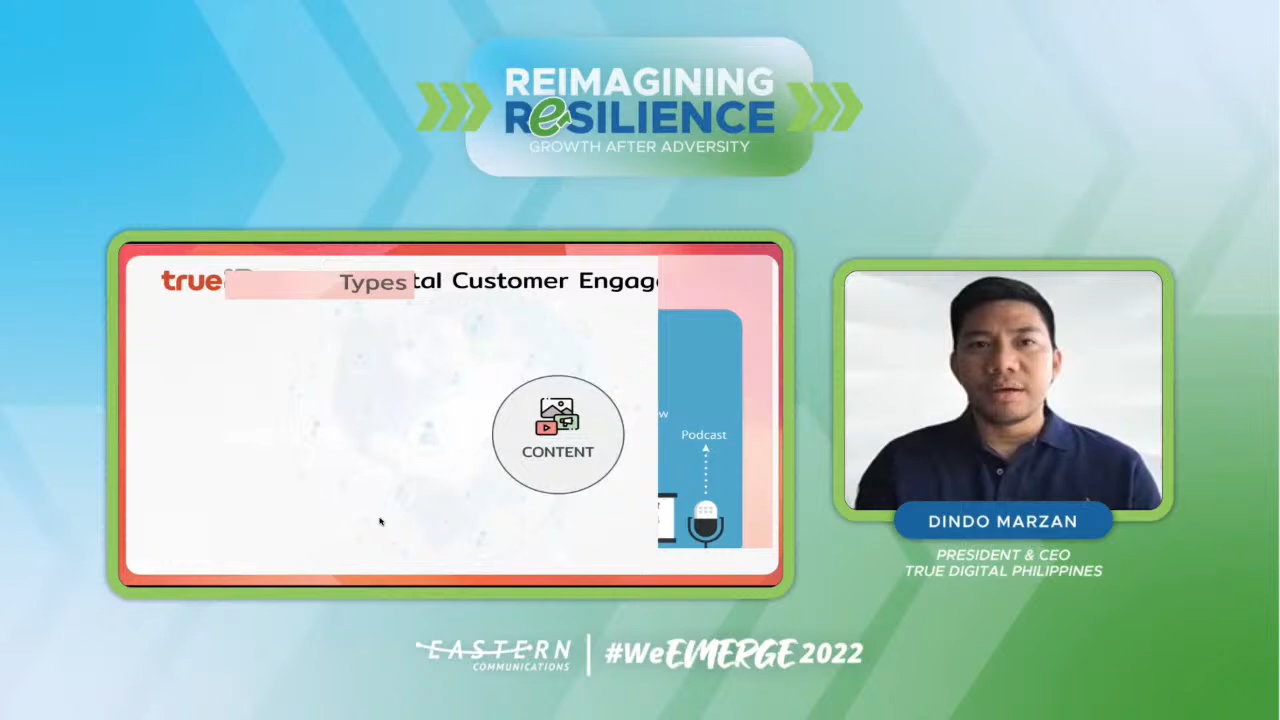 REIMAGINING
ReSILIENCE
GROWTH AFTER ADVERSITY
true
Types
tal Customer Engag
CONTENT
w
Podcast
DINDO MARZAN
PRESIDENT & CEO
TRUE DIGITAL PHILIPPINES
EASTERN
COMMUNICATIONS
#WeEMERGE2022